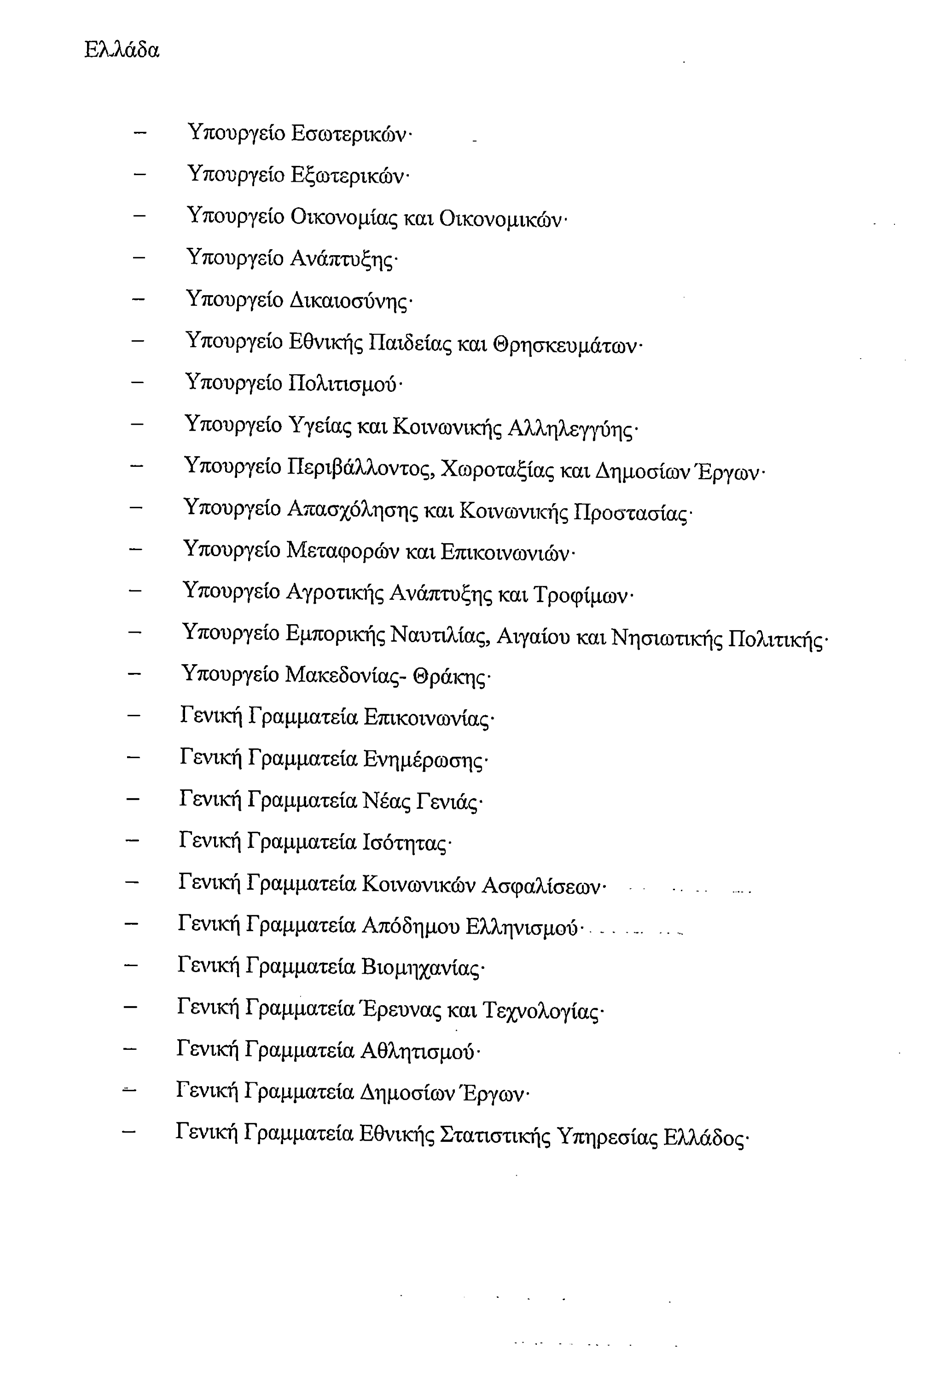 Ελλάδα
– Υπουργείο Εσωτερικών·
– Υπουργείο Εξωτερικών·
– Υπουργείο Οικονομίας και Οικονομικών·
– Υπουργείο Ανάπτυξης·
– Υπουργείο Δικαιοσύνης·
– Υπουργείο Εθνικής Παιδείας και Θρησκευμάτων·
– Υπουργείο Πολιτισμού·
– Υπουργείο Υγείας και Κοινωνικής Αλληλεγγύης·
– Υπουργείο Περιβάλλοντος, Χωροταξίας και Δημοσίων Έργων·
– Υπουργείο Απασχόλησης και Κοινωνικής Προστασίας·
– Υπουργείο Μεταφορών και Επικοινωνιών·
– Υπουργείο Αγροτικής Ανάπτυξης και Τροφίμων·
– Υπουργείο Εμπορικής Ναυτιλίας, Αιγαίου και Νησιωτικής Πολιτικής·
– Υπουργείο Μακεδονίας- Θράκης·
– Γενική Γραμματεία Επικοινωνίας·
– Γενική Γραμματεία Ενημέρωσης·
– Γενική Γραμματεία Νέας Γενιάς·
– Γενική Γραμματεία Ισότητας·
– Γενική Γραμματεία Κοινωνικών Ασφαλίσεων·
– Γενική Γραμματεία Απόδημου Ελληνισμού·
– Γενική Γραμματεία Βιομηχανίας·
– Γενική Γραμματεία Έρευνας και Τεχνολογίας·
– Γενική Γραμματεία Αθλητισμού·
– Γενική Γραμματεία Δημοσίων Έργων·
– Γενική Γραμματεία Εθνικής Στατιστικής Υπηρεσίας Ελλάδος·